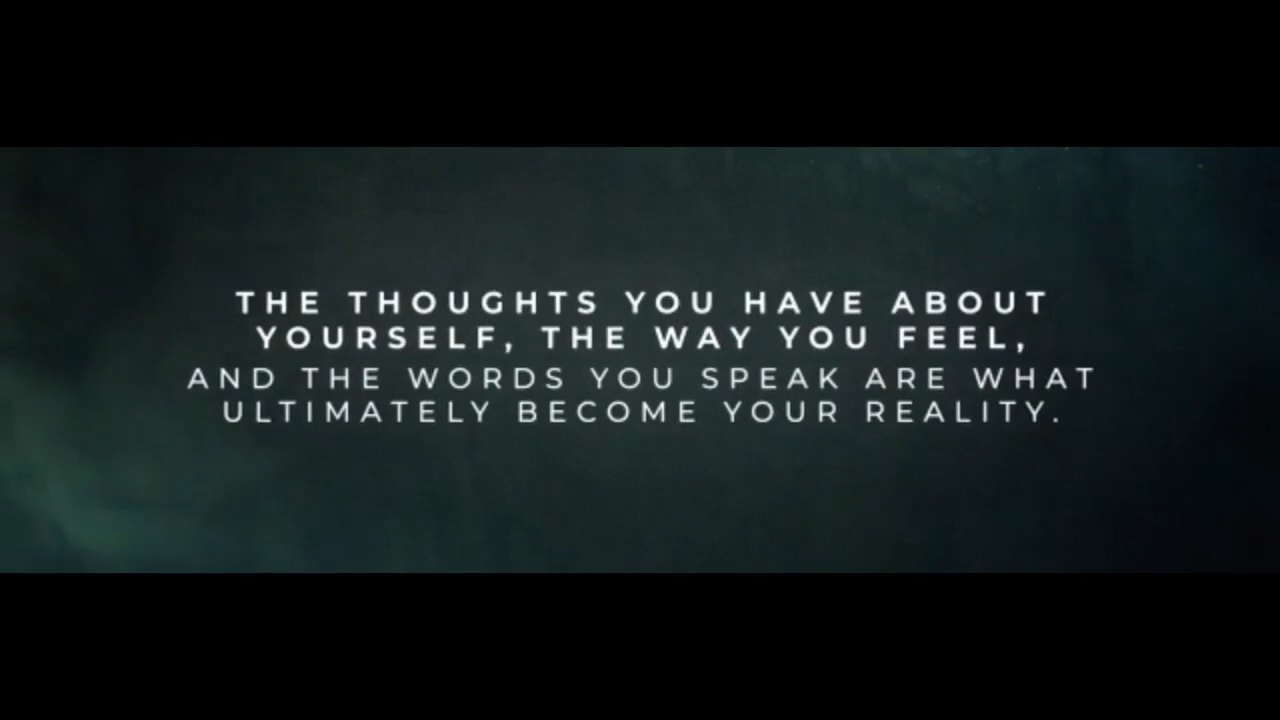 THE THOUGHTS YOU HAVE ABOUT
YOURSELF, THE WAY YOU FEEL,
AND THE WORDS YOU SPEAK ARE WHAT
ULTIMATELY BECOME YOUR REALITY.